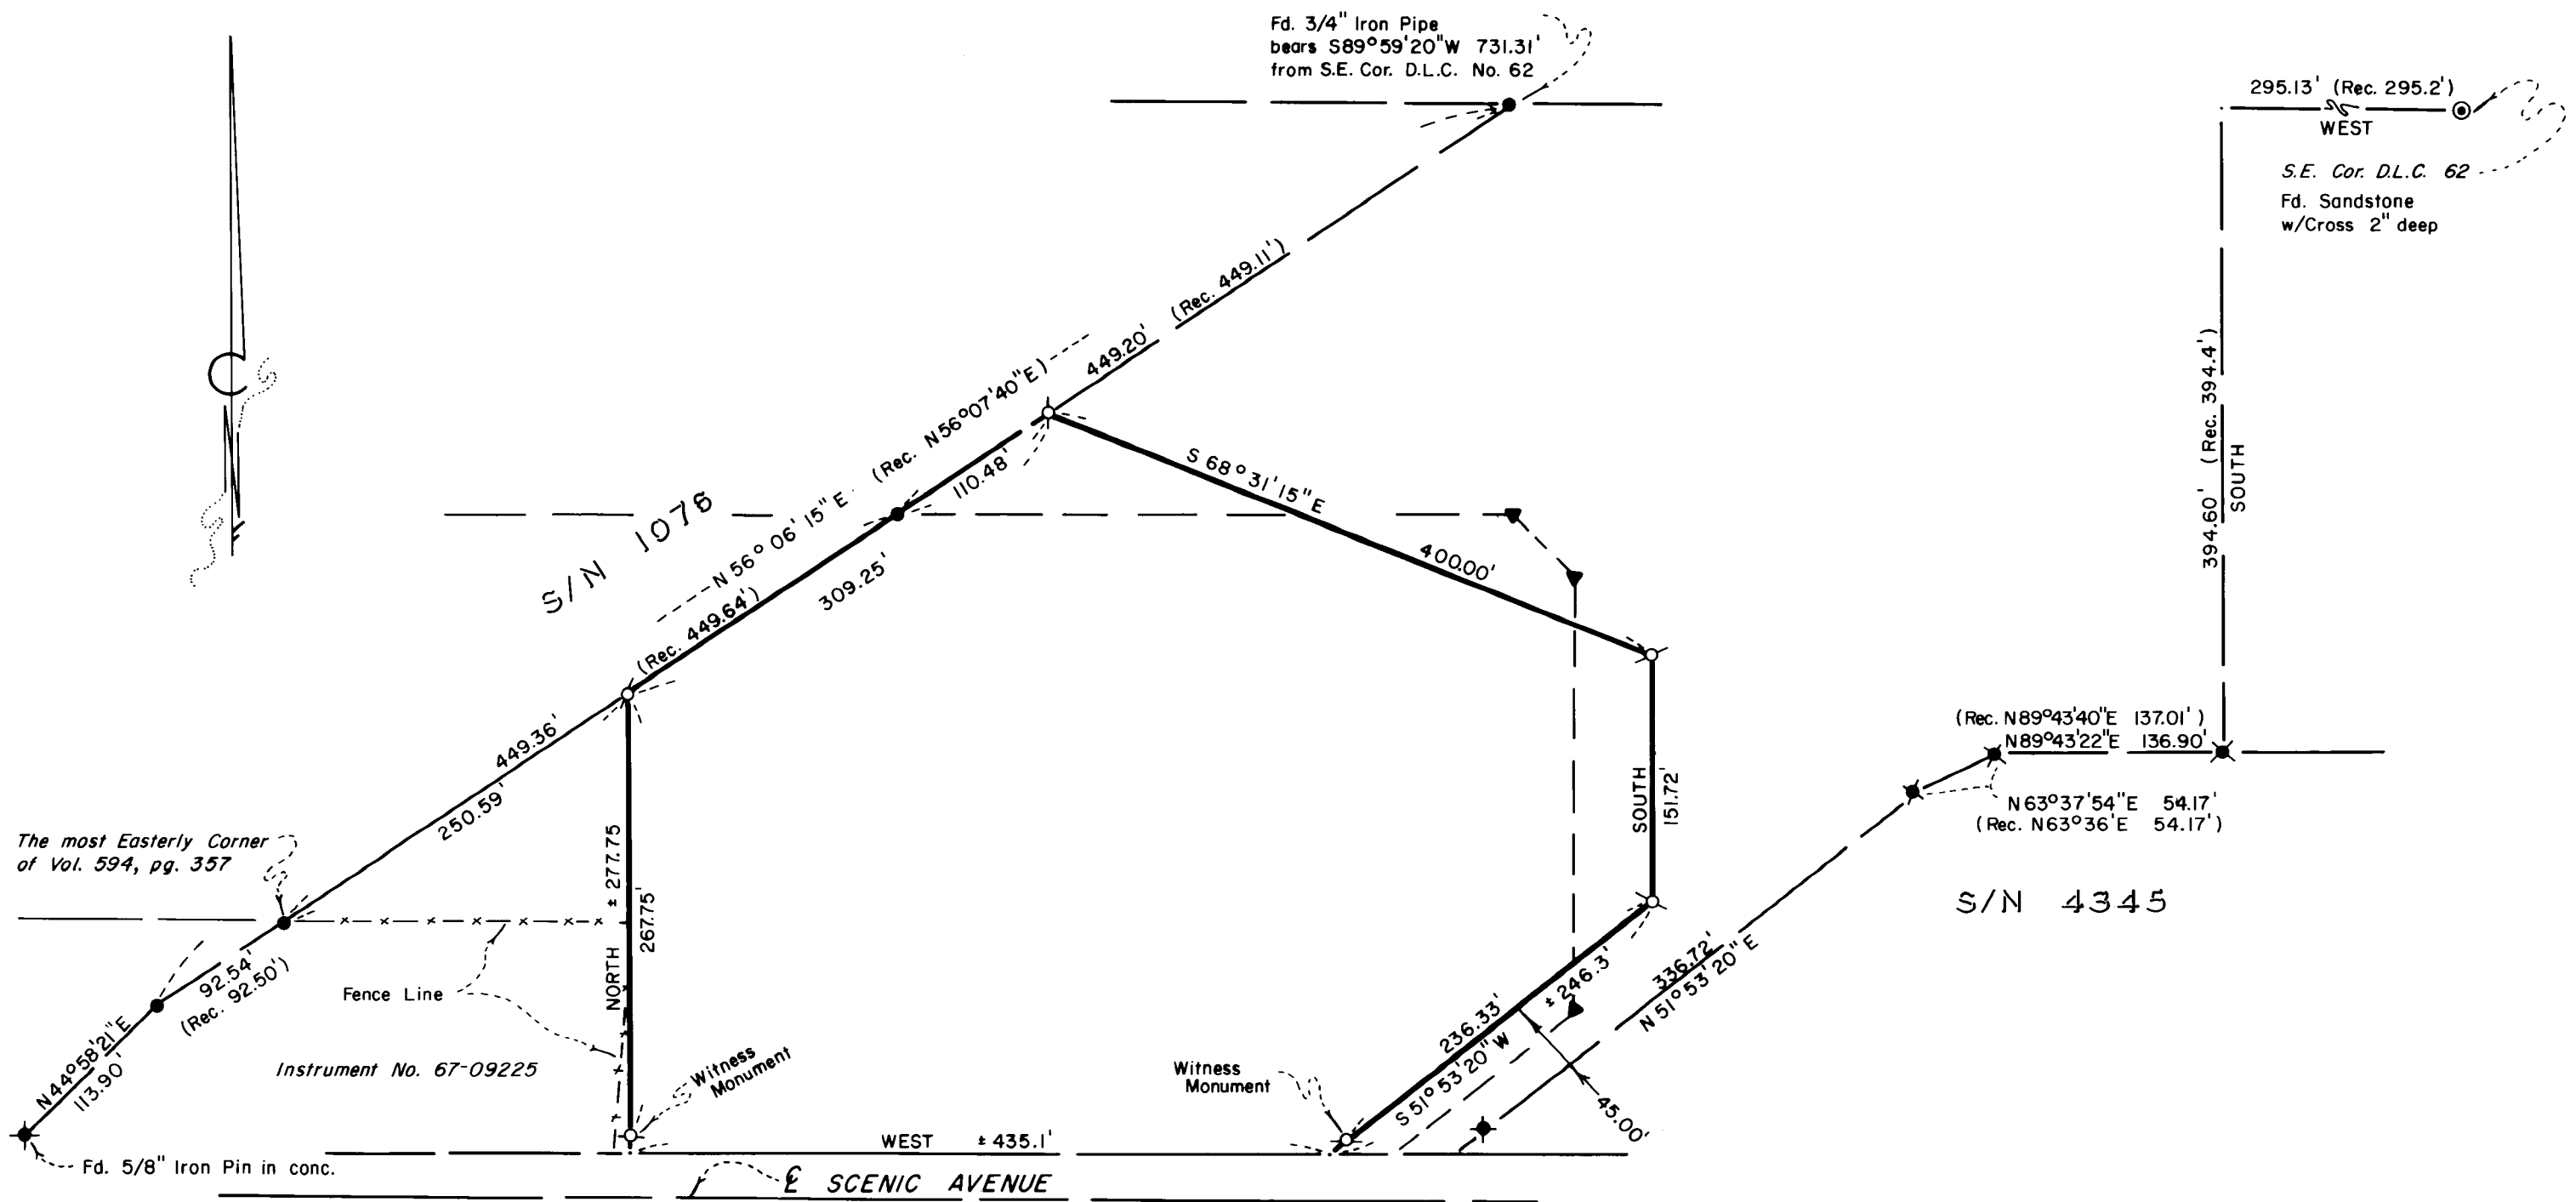 Fd. 3/4" Iron Pipe
bears S89°59'20"W 731.31'
from S.E. Cor. D.L.C. No. 62
295.13' (Rec. 295.2')
WEST
S.E. Cor. D.L.C. 62
Fd. Sandstone
w/Cross 2" deep
449.20' (Rec. 449.11')
394.60' (Rec. 394.4')
SOUTH
N 56° 06' 15" E (Rec. N56°07'40"E)
110.48'
S 68° 31' 15" E
400.00'
S/N 1076
309.25'
(Rec. 449.64')
449.36'
250.59'
(Rec. N89°43'40"E 137.01')
N89°43'22"E 136.90'
N63°37'54"E 54.17'
(Rec. N63°36'E 54.17')
SOUTH
151.72'
The most Easterly Corner
of Vol. 594, pg. 357
NORTH ± 277.75
267.75'
S/N 4345
92.54'
(Rec. 92.50')
Fence Line
N44°58'21"E
113.90'
Instrument No. 67-09225
Witness
Monument
Witness
Monument
236.33'
± 246.3'
S 51° 53' 20" W
336.72'
N 51° 53' 20" E
45.00'
WEST ± 435.1'
Fd. 5/8" Iron Pin in conc.
℄ SCENIC AVENUE